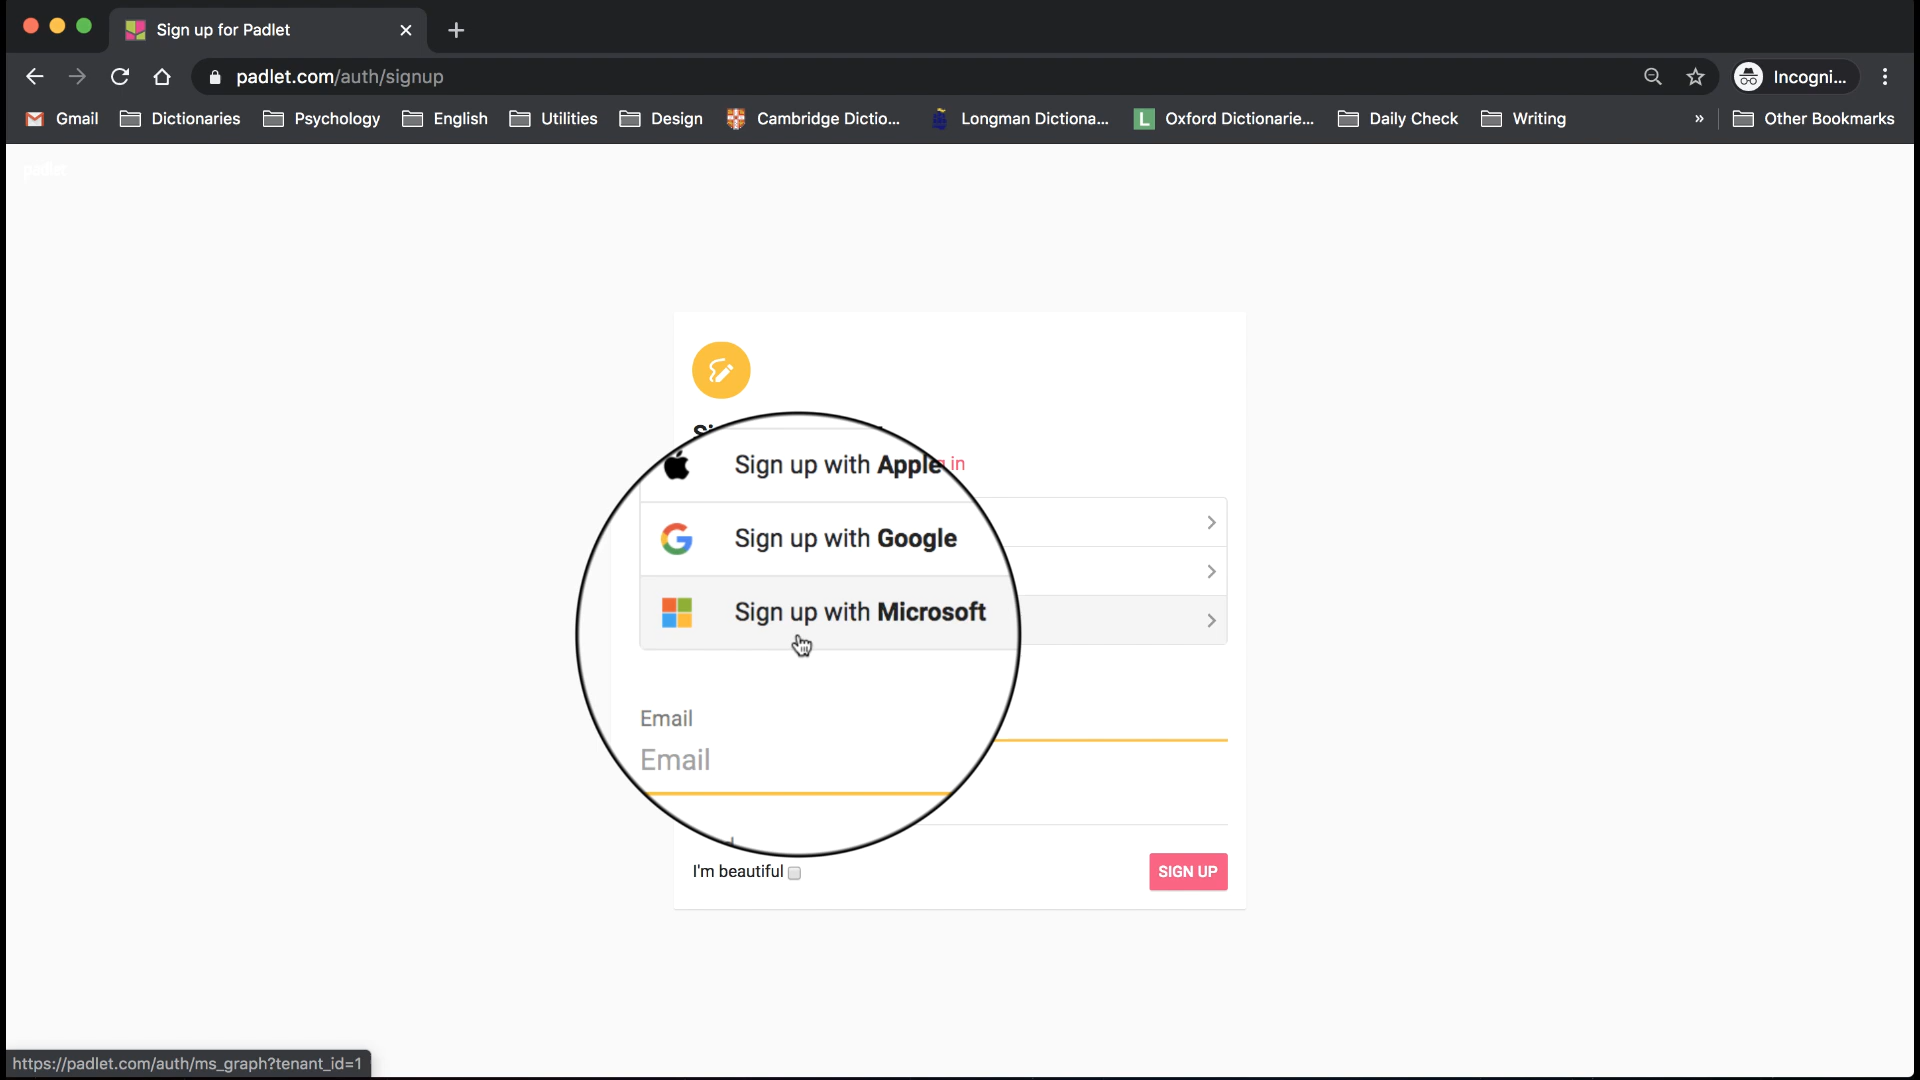 Sign up for Padlet
padlet.com/auth/signup
Incogni...
Gmail
Dictionaries
Psychology
English
Utilities
Design
Cambridge Dictio...
Longman Dictiona...
L
Oxford Dictionarie...
Daily Check
Writing
»
Other Bookmarks
padlet
Sign up with Apple
in
Sign up with Google
Sign up with Microsoft
Email
Email
I'm beautiful
SIGN UP
https://padlet.com/auth/ms_graph?tenant_id=1